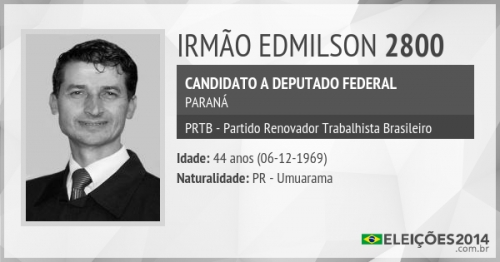 IRMÃO EDMILSON 2800
CANDIDATO A DEPUTADO FEDERAL
PARANÁ
PRTB - Partido Renovador Trabalhista Brasileiro
Idade: 44 anos (06-12-1969)
Naturalidade: PR - Umuarama
ELEIÇÕES2014
.com.br